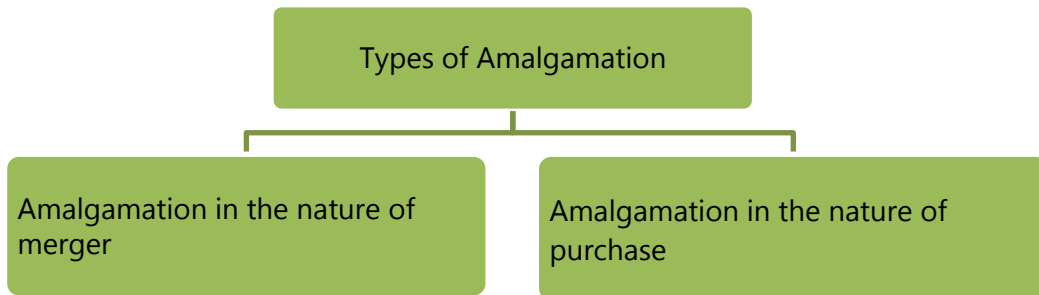 Types of Amalgamation
Amalgamation in the nature of
merger
Amalgamation in the nature of
purchase